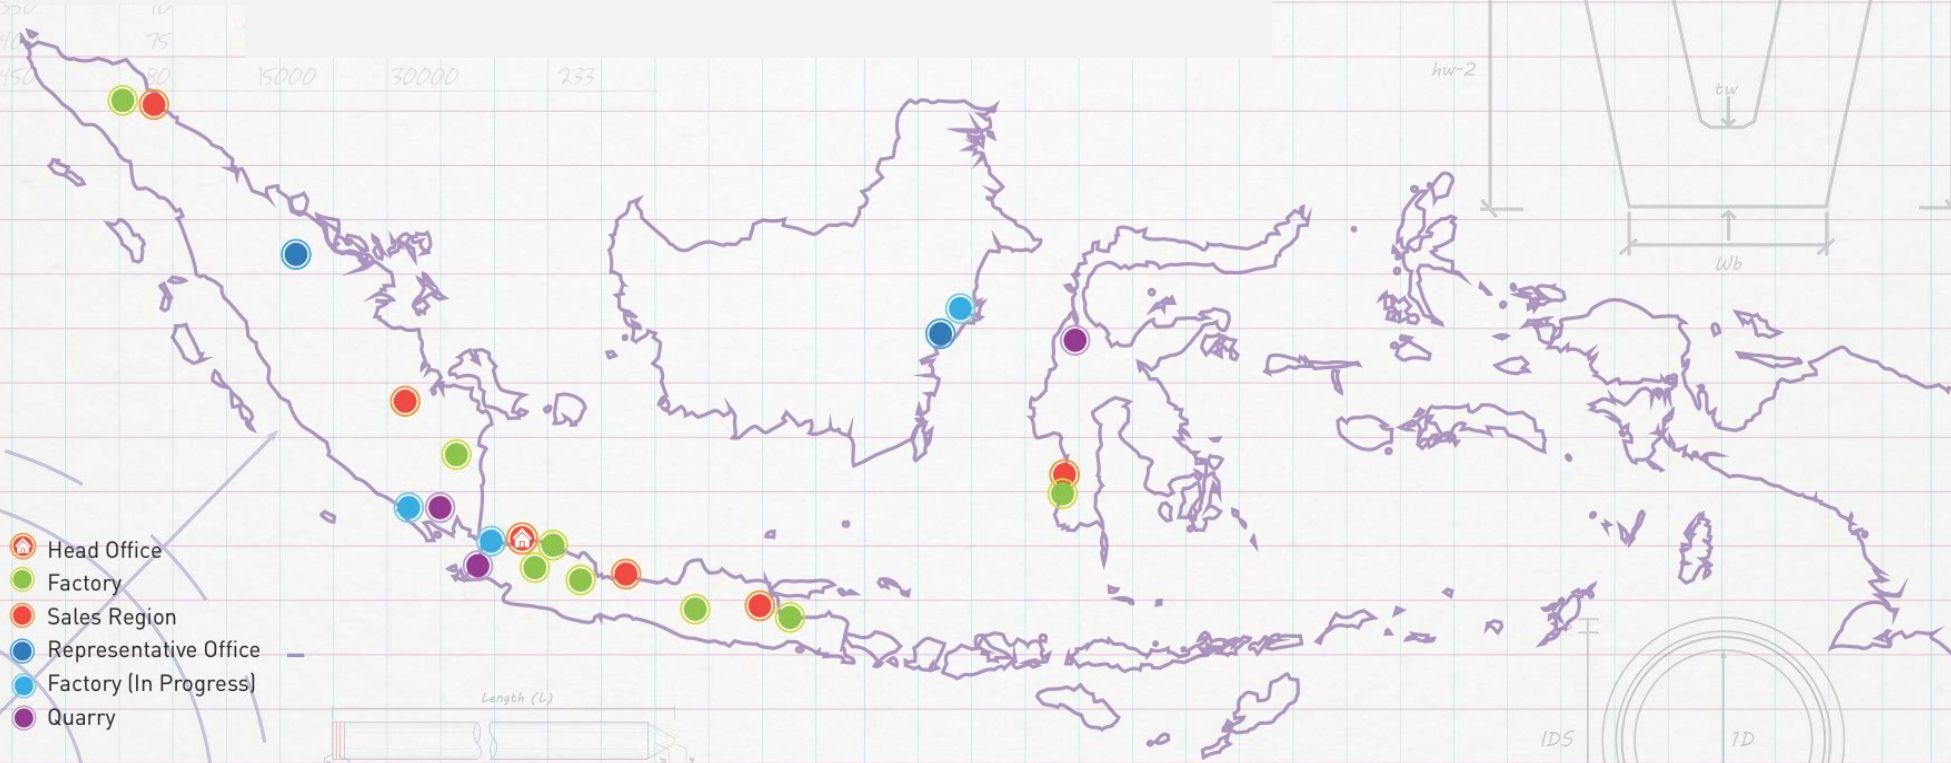 75
450
80
15000
30000
233
hw-2
tw
Wb
Head Office
Factory
Sales Region
Representative Office
Factory (In Progress)
Quarry
Length (L)
IDS
ID